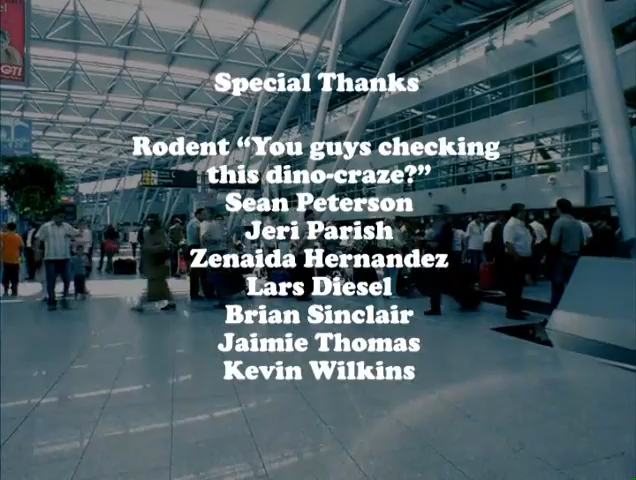 Special Thanks
Rodent “You guys checking
this dino-craze?”
Sean Peterson
Jeri Parish
Zenaida Hernandez
Lars Diesel
Brian Sinclair
Jaimie Thomas
Kevin Wilkins